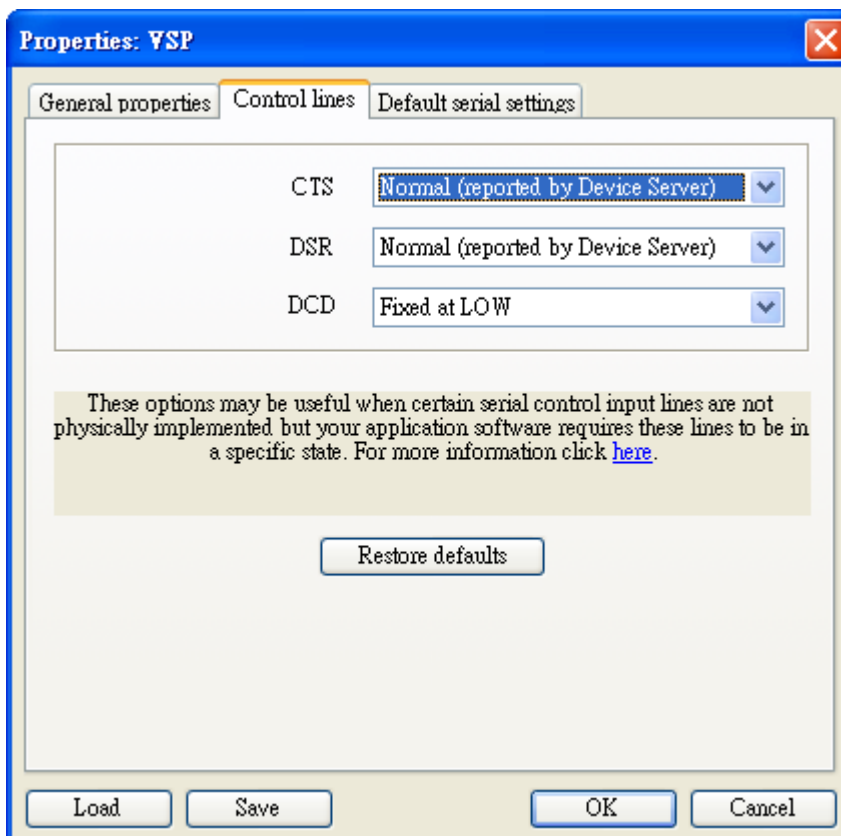 Properties: VSP
General properties
Control lines
Default serial settings
CTS
Normal (reported by Device Server)
DSR
Normal (reported by Device Server)
DCD
Fixed at LOW
These options may be useful when certain serial control input lines are not
physically implemented but your application software requires these lines to be in
a specific state. For more information click here.
Restore defaults
Load
Save
OK
Cancel